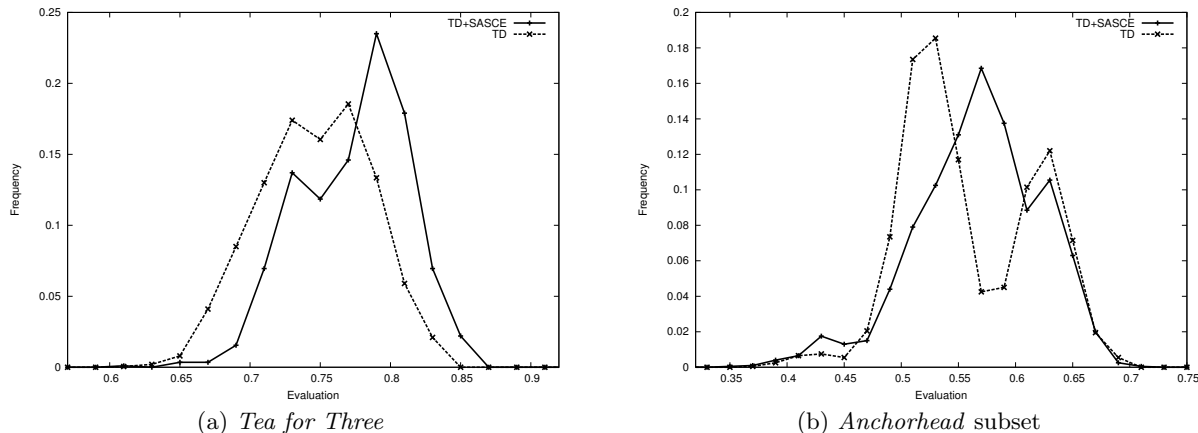 TD+SASCE
TD
0.25
0.2
0.15
0.1
0.05
0
Frequency
0.6 0.65 0.7 0.75 0.8 0.85 0.9
Evaluation
(a) Tea for Three
TD+SASCE
TD
0.2
0.18
0.16
0.14
0.12
0.1
0.08
0.06
0.04
0.02
0
Frequency
0.35 0.4 0.45 0.5 0.55 0.6 0.65 0.7 0.75
Evaluation
(b) Anchorhead subset